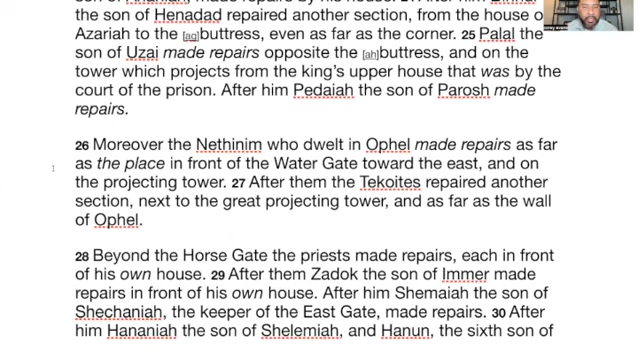 the son of Henadad repaired another section, from the house o
Azariah to the [ag]buttress, even as far as the corner. 25 Palal the
son of Uzai made repairs opposite the [ah]buttress, and on the
tower which projects from the king's upper house that was by the
court of the prison. After him Pedaiah the son of Parosh made
repairs.
26 Moreover the Nethinim who dwelt in Ophel made repairs as far
as the place in front of the Water Gate toward the east, and on
the projecting tower. 27 After them the Tekoites repaired another
section, next to the great projecting tower, and as far as the wall
of Ophel.
28 Beyond the Horse Gate the priests made repairs, each in front
of his own house. 29 After them Zadok the son of Immer made
repairs in front of his own house. After him Shemaiah the son of
Shechaniah, the keeper of the East Gate, made repairs. 30 After
him Hananiah the son of Shelemiah, and Hanun, the sixth son of